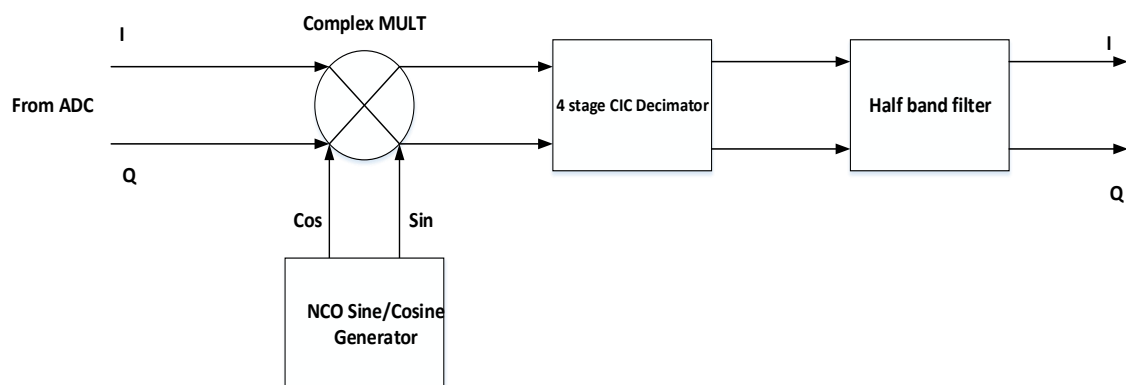 Complex MULT
I
I
From ADC
4 stage CIC Decimator
Half band filter
Q
Q
Cos
Sin
NCO Sine/Cosine
Generator